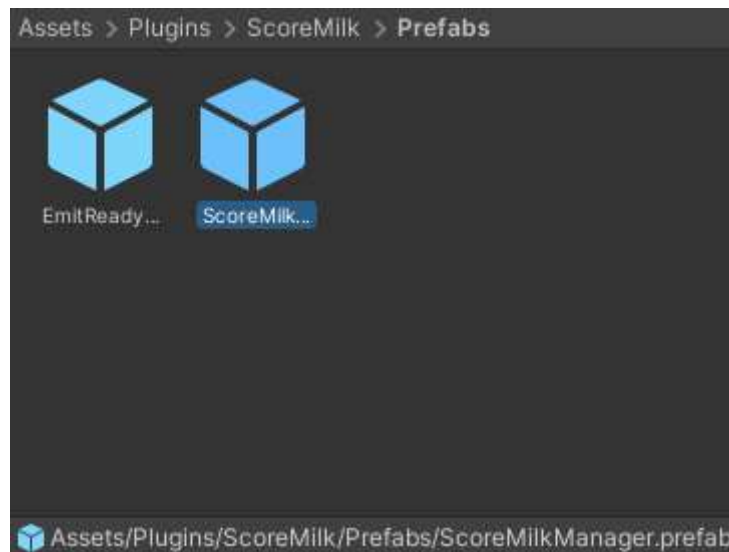 Assets > Plugins > ScoreMilk > Prefabs
EmitReady... ScoreMilk...
Assets/Plugins/ScoreMilk/Prefabs/ScoreMilkManager.prefab